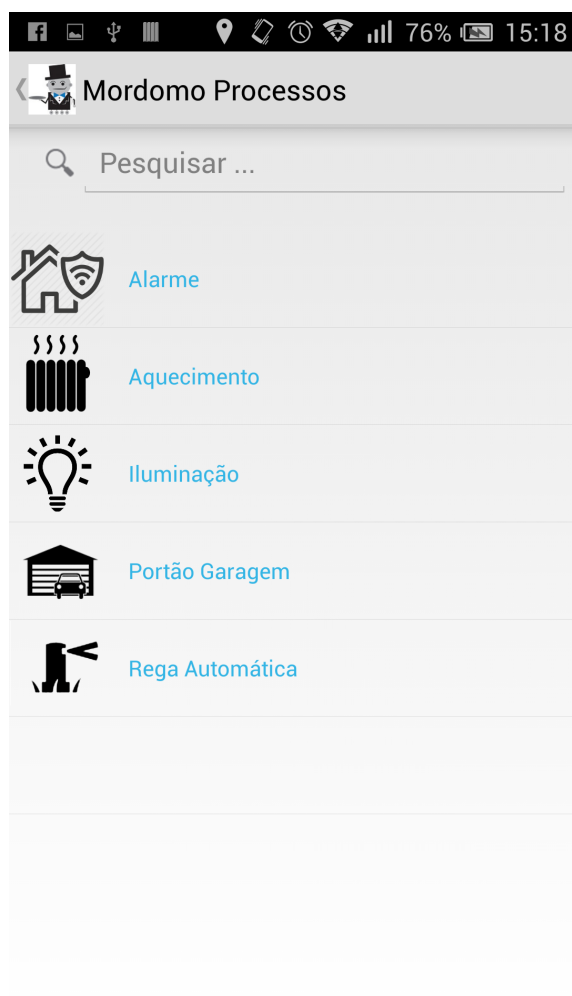 76% 15:18
Mordomo Processos
Pesquisar ...
Alarme
Aquecimento
Iluminação
Portão Garagem
Rega Automática